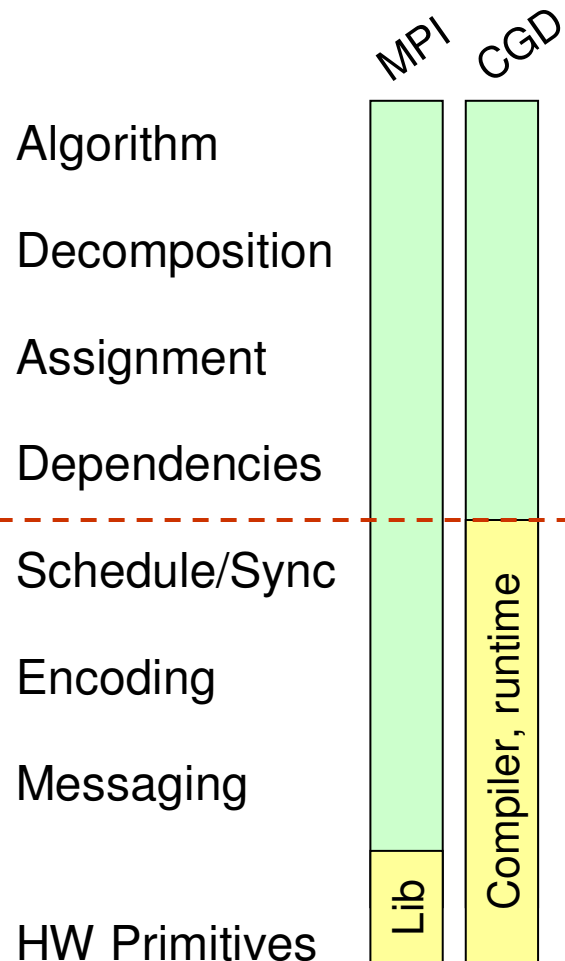 MPI CGD
Algorithm
Decomposition
Assignment
Dependencies
Schedule/Sync
Encoding
Messaging
HW Primitives
Lib
Compiler, runtime